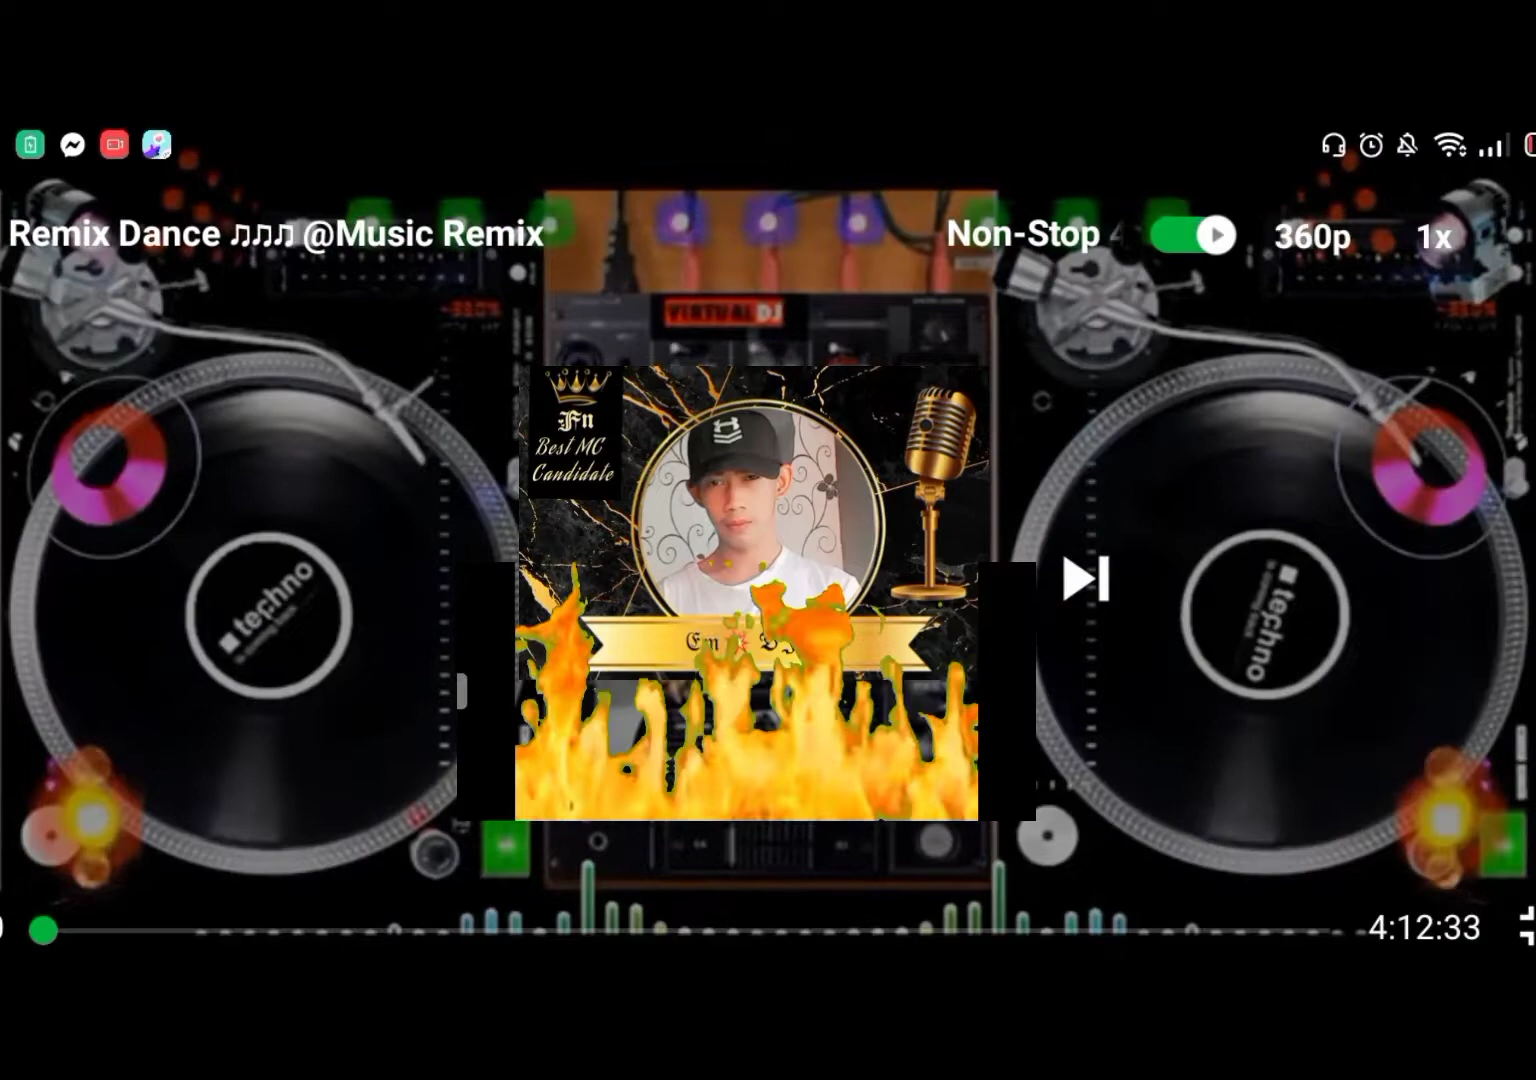 Remix Dance ♫♫♫ @Music Remix
Non-Stop
360p
1x
VIRTUAL DJ
Fn
Best MC
Candidate
Em
techno
techno
4:12:33